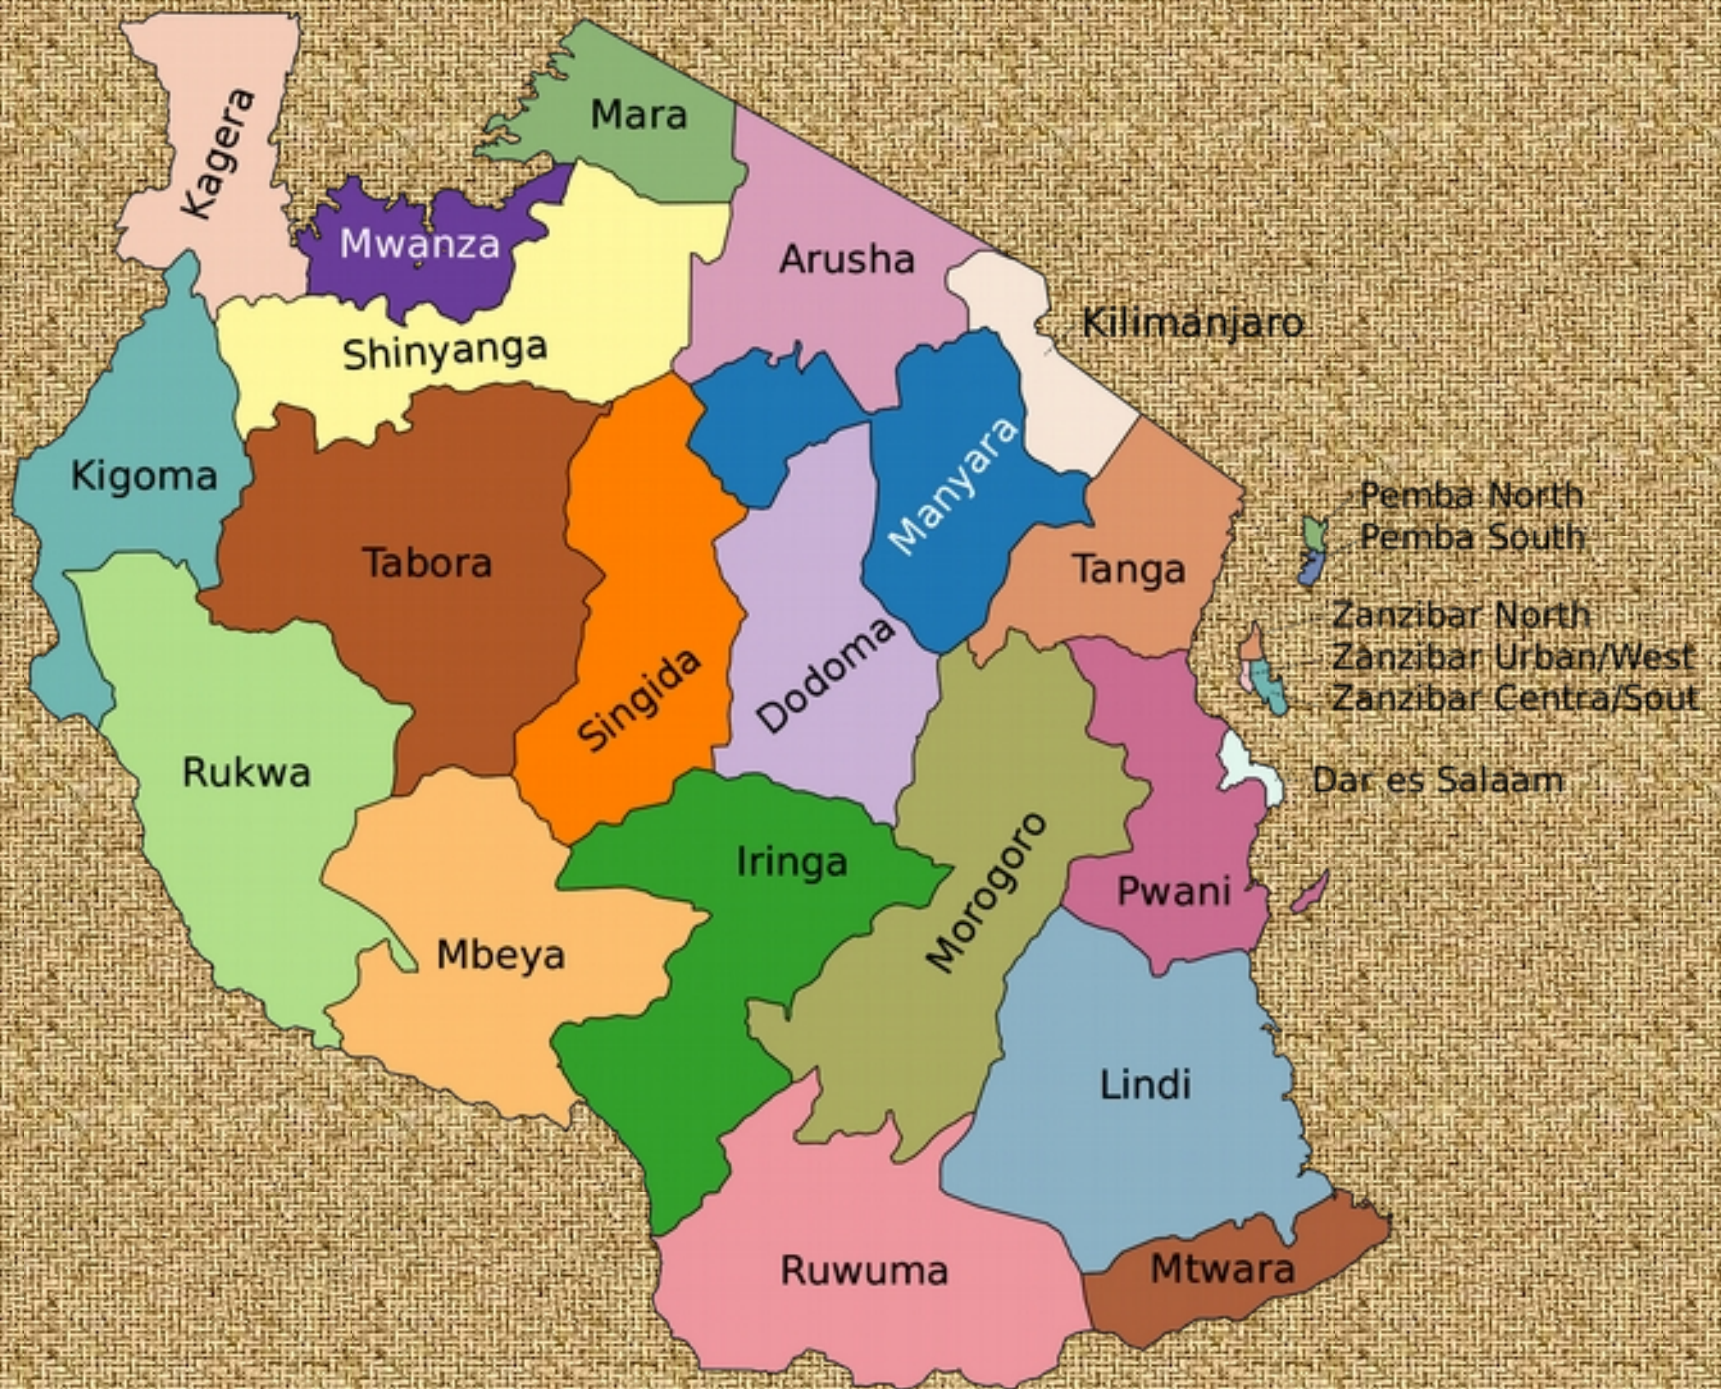 Kagera
Mara
Mwanza
Arusha
Kilimanjaro
Shinyanga
Kigoma
Manyara
Pemba North
Pemba South
Tabora
Tanga
Zanzibar North
Zanzibar Urban/West
Zanzibar Centra/Sout
Singida
Dodoma
Rukwa
Dar es Salaam
Iringa
Morogoro
Pwani
Mbeya
Lindi
Ruwuma
Mtwara